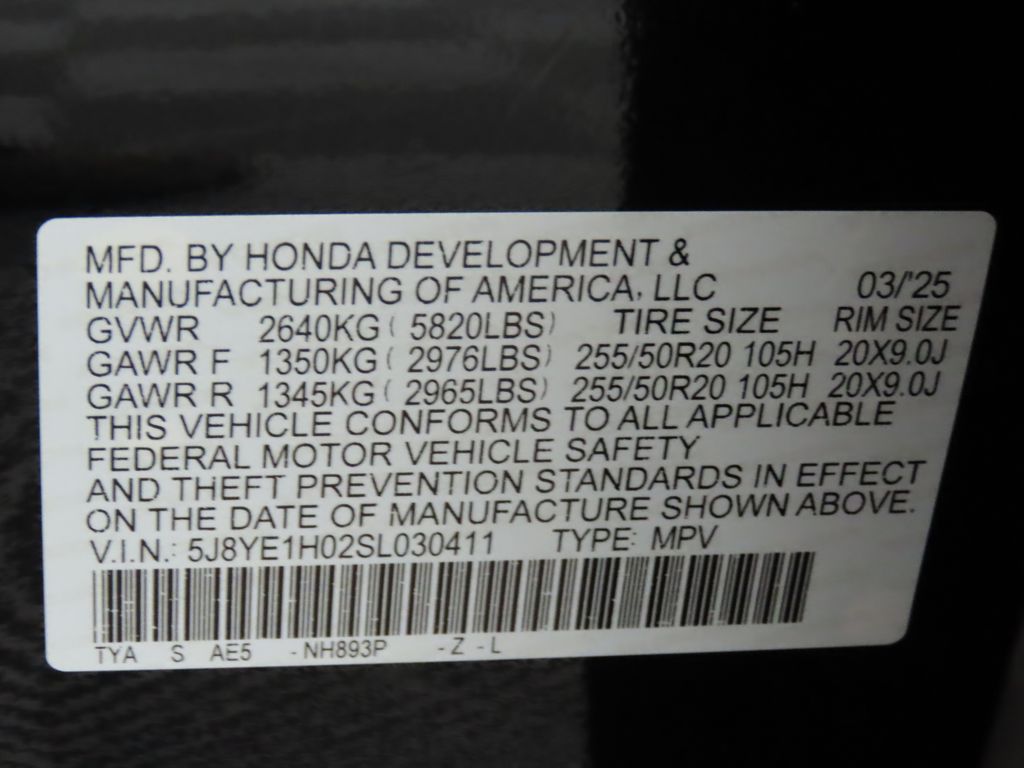 MFD. BY HONDA DEVELOPMENT &
MANUFACTURING OF AMERICA, LLC 03/'25
GVWR 2640KG ( 5820LBS) TIRE SIZE RIM SIZE
GAWR F 1350KG ( 2976LBS) 255/50R20 105H 20X9.0J
GAWR R 1345KG ( 2965LBS) 255/50R20 105H 20X9.0J
THIS VEHICLE CONFORMS TO ALL APPLICABLE
FEDERAL MOTOR VEHICLE SAFETY
AND THEFT PREVENTION STANDARDS IN EFFECT
ON THE DATE OF MANUFACTURE SHOWN ABOVE.
V.I.N.: 5J8YE1H02SL030411 TYPE: MPV
TYA S AE5 -NH893P -Z -L